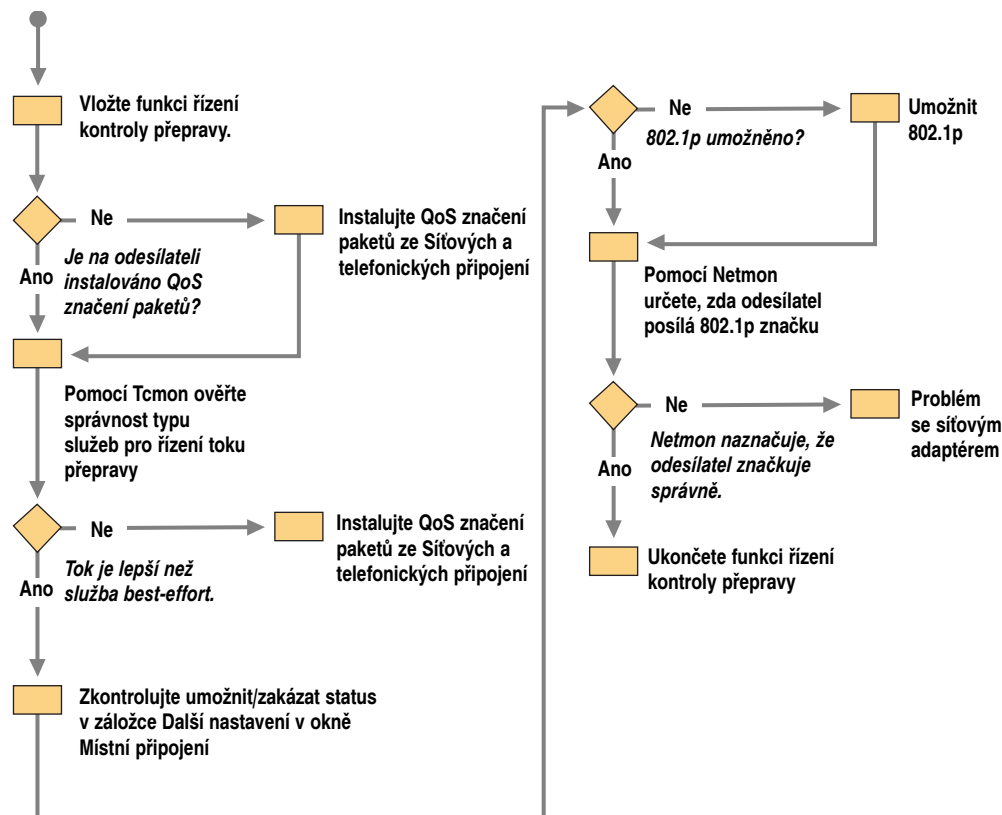 Vložte funkci řízení
kontroly přepravy.
Ne
Je na odesílateli
instalováno QoS
značení paketů?
Ano
Instalujte QoS značení
paketů ze Síťových a
telefonických připojení
Pomocí Tcmon ověřte
správnost typu
služeb pro řízení toku
přepravy
Ne
Tok je lepší než
služba best-effort.
Ano
Instalujte QoS značení
paketů ze Síťových a
telefonických připojení
Zkontrolujte umožnit/zakázat status
v záložce Další nastavení v okně
Místní připojení
Ne
802.1p umožněno?
Ano
Umožnit
802.1p
Pomocí Netmon
určete, zda odesílatel
posílá 802.1p značku
Ne
Netmon naznačuje, že
odesílatel značkuje
správně.
Ano
Problém
se síťovým
adaptérem
Ukončete funkci řízení
kontroly přepravy